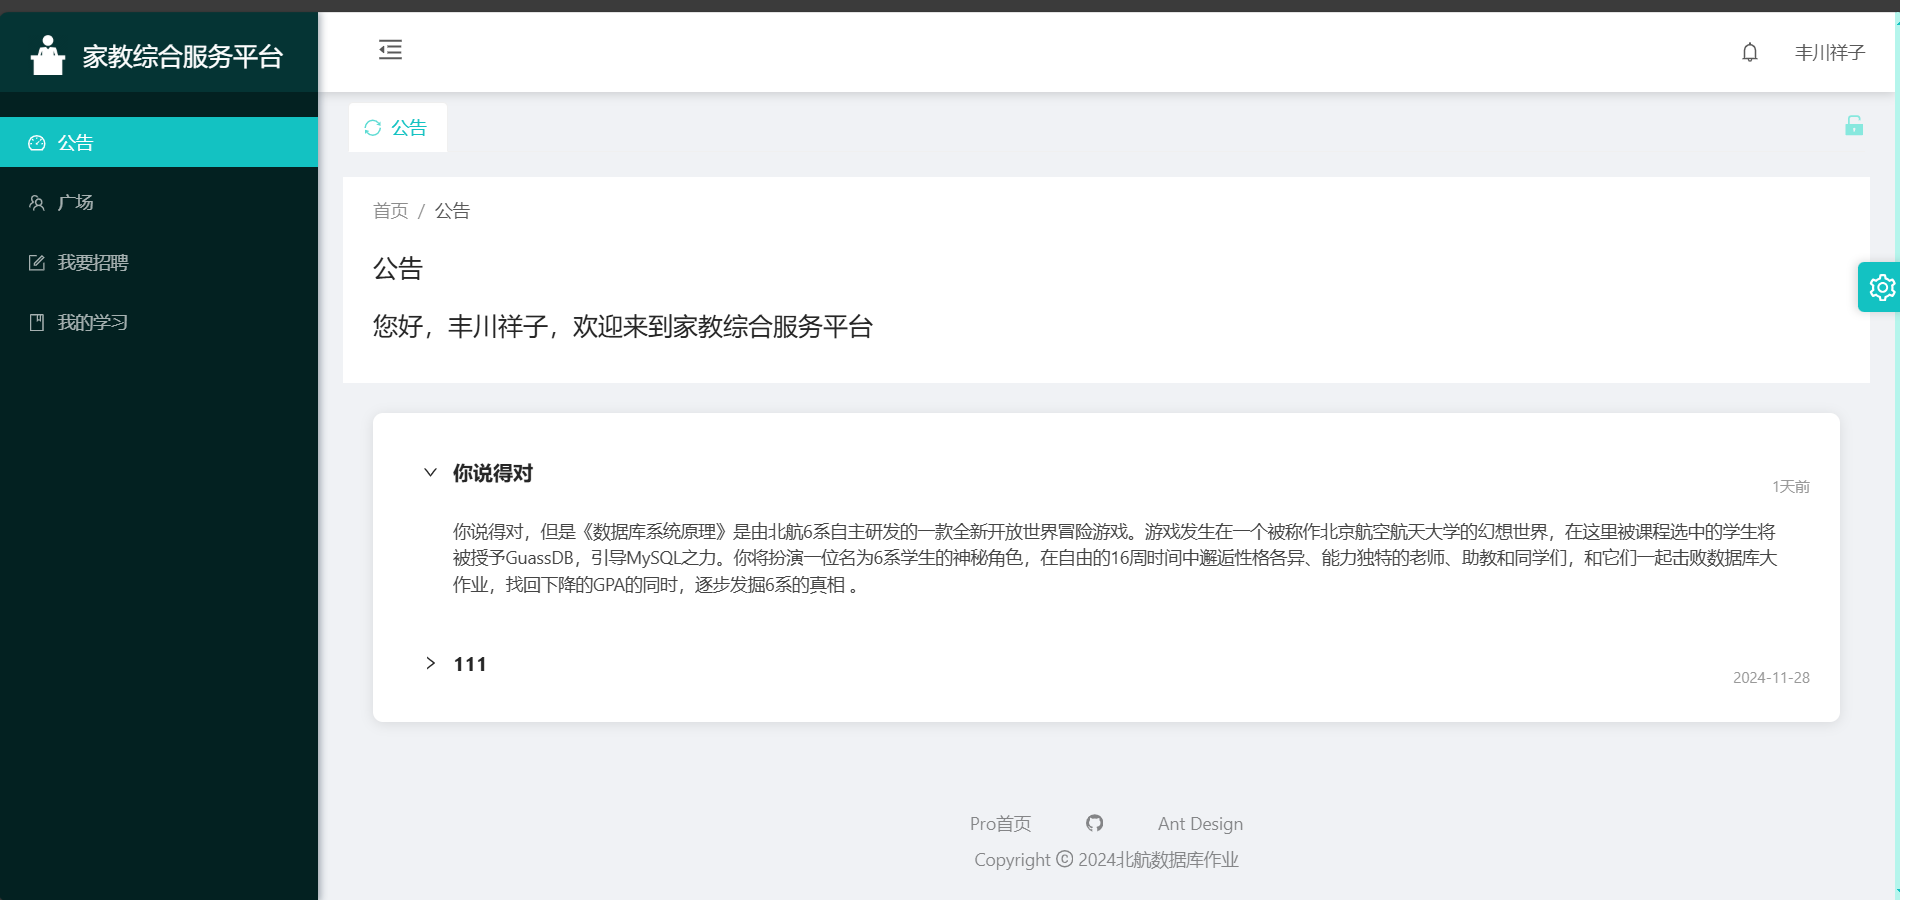 家教综合服务平台
丰川祥子
公告
广场
我要招聘
我的学习
公告
首页 / 公告
公告
您好，丰川祥子，欢迎来到家教综合服务平台
你说得对
1天前
你说得对，但是《数据库系统原理》是由北航6系自主研发的一款全新开放世界冒险游戏。游戏发生在一个被称作北京航空航天大学的幻想世界，在这里被课程选中的学生将
被授予GuassDB，引导MySQL之力。你将扮演一位名为6系学生的神秘角色，在自由的16周时间中邂逅性格各异、能力独特的老师、助教和同学们，和它们一起击败数据库大
作业，找回下降的GPA的同时，逐步发掘6系的真相 。
111
2024-11-28
Pro首页 Ant Design
Copyright © 2024北航数据库作业